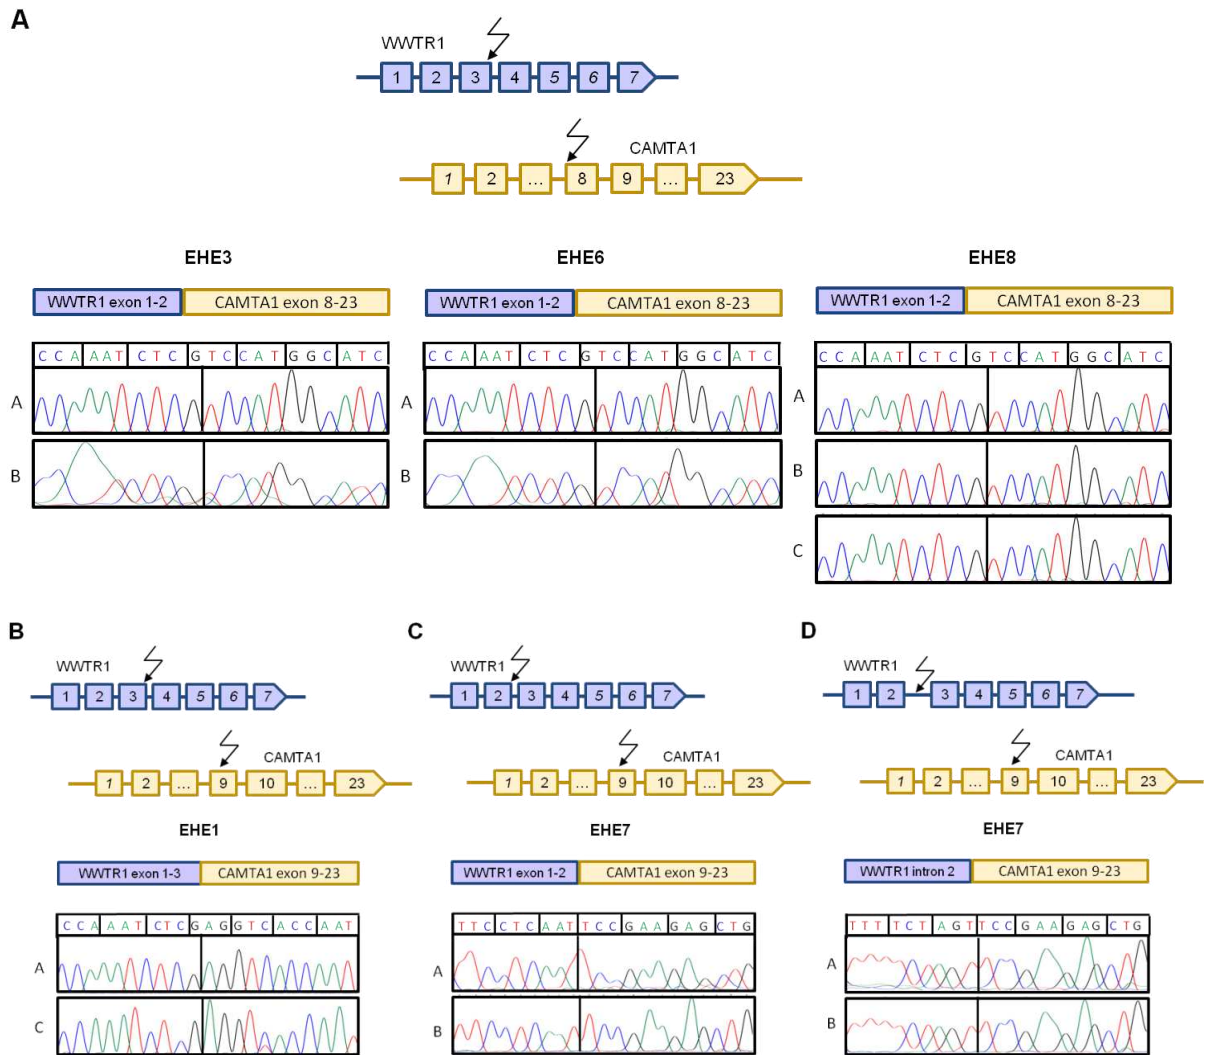 A
WWTR1
1 2 3 4 5 6 7
CAMTA1
1 2 ... 8 9 ... 23
EHE3 EHE6 EHE8
WWTR1 exon 1-2 CAMTA1 exon 8-23 WWTR1 exon 1-2 CAMTA1 exon 8-23 WWTR1 exon 1-2 CAMTA1 exon 8-23
C C A A A T C T C G T C C A T G G C A T C C C A A A T C T C G T C C A T G G C A T C C C A A A T C T C G T C C A T G G C A T C
A A A
B B B
C
B C D
WWTR1 WWTR1 WWTR1
1 2 3 4 5 6 7 1 2 3 4 5 6 7 1 2 3 4 5 6 7
CAMTA1 CAMTA1 CAMTA1
1 2 ... 9 10 ... 23 1 2 ... 9 10 ... 23 1 2 ... 9 10 ... 23
EHE1 EHE7 EHE7
WWTR1 exon 1-3 CAMTA1 exon 9-23 WWTR1 exon 1-2 CAMTA1 exon 9-23 WWTR1 intron 2 CAMTA1 exon 9-23
C C A A A T C T C G A G G T C A C C A A T T T C C T C A A T T C C G A A G A G C T G T T T T C T A G T T C C G A A G A G C T G
A A A
C B B